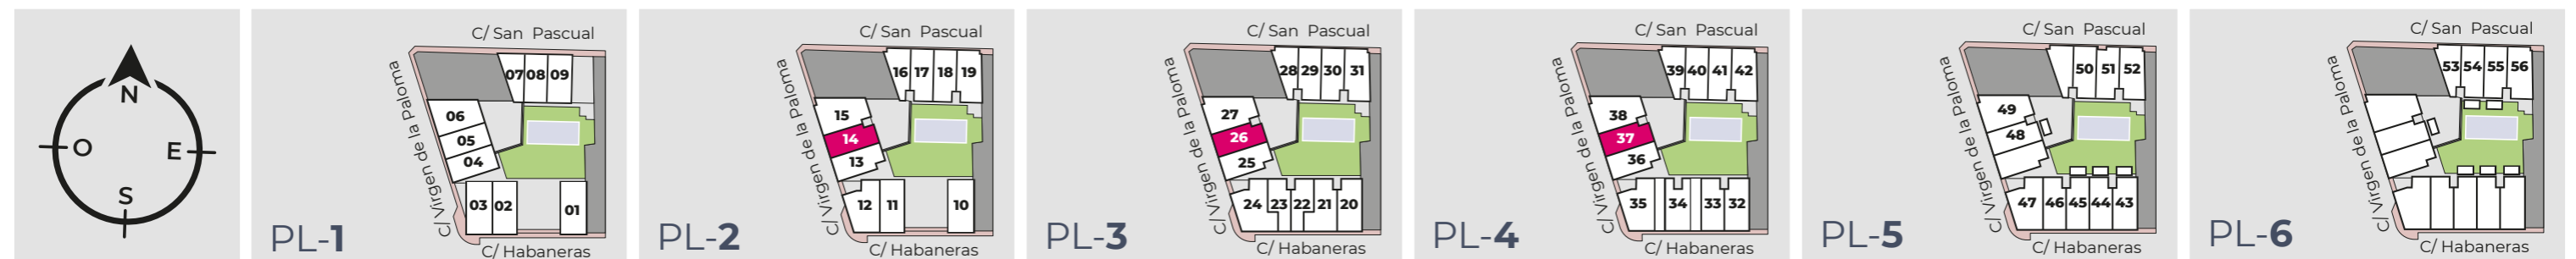 N
O
E
S
C/ San Pascual
C/ Virgen de la Paloma
07 08 09
06
05
04
03 02
01
C/ Habaneras
PL-1
C/ San Pascual
C/ Virgen de la Paloma
16 17 18 19
15
14
13
12 11
10
C/ Habaneras
PL-2
C/ San Pascual
C/ Virgen de la Paloma
28 29 30 31
27
26
25
24 23 22 21 20
C/ Habaneras
PL-3
C/ San Pascual
C/ Virgen de la Paloma
39 40 41 42
38
37
36
35 34 33 32
C/ Habaneras
PL-4
C/ San Pascual
C/ Virgen de la Paloma
50 51 52
49
48
47 46 45 44 43
C/ Habaneras
PL-5
C/ San Pascual
C/ Virgen de la Paloma
53 54 55 56
C/ Habaneras
PL-6